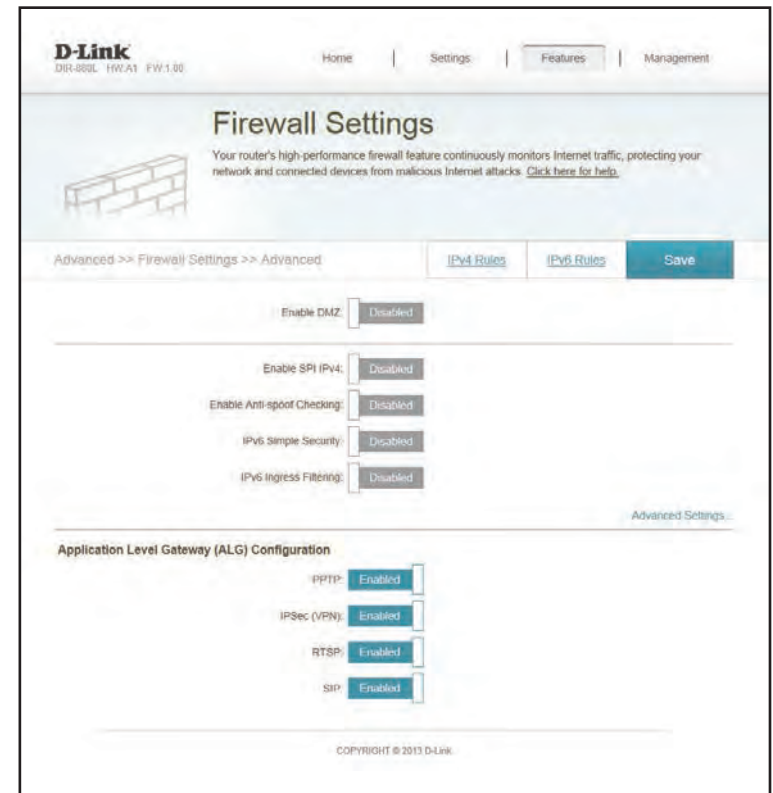 D-Link
DIR-880L HW:A1 FW:1.00
Home | Settings | Features | Management
Firewall Settings
Your router's high-performance firewall feature continuously monitors Internet traffic, protecting your
network and connected devices from malicious Internet attacks. Click here for help.
Advanced >> Firewall Settings >> Advanced
IPv4 Rules
IPv6 Rules
Save
Enable DMZ: Disabled
Enable SPI IPv4: Disabled
Enable Anti-spoof Checking: Disabled
IPv6 Simple Security: Disabled
IPv6 Ingress Filtering: Disabled
Advanced Settings...
Application Level Gateway (ALG) Configuration
PPTP: Enabled
IPSec (VPN): Enabled
RTSP: Enabled
SIP: Enabled
COPYRIGHT © 2013 D-Link